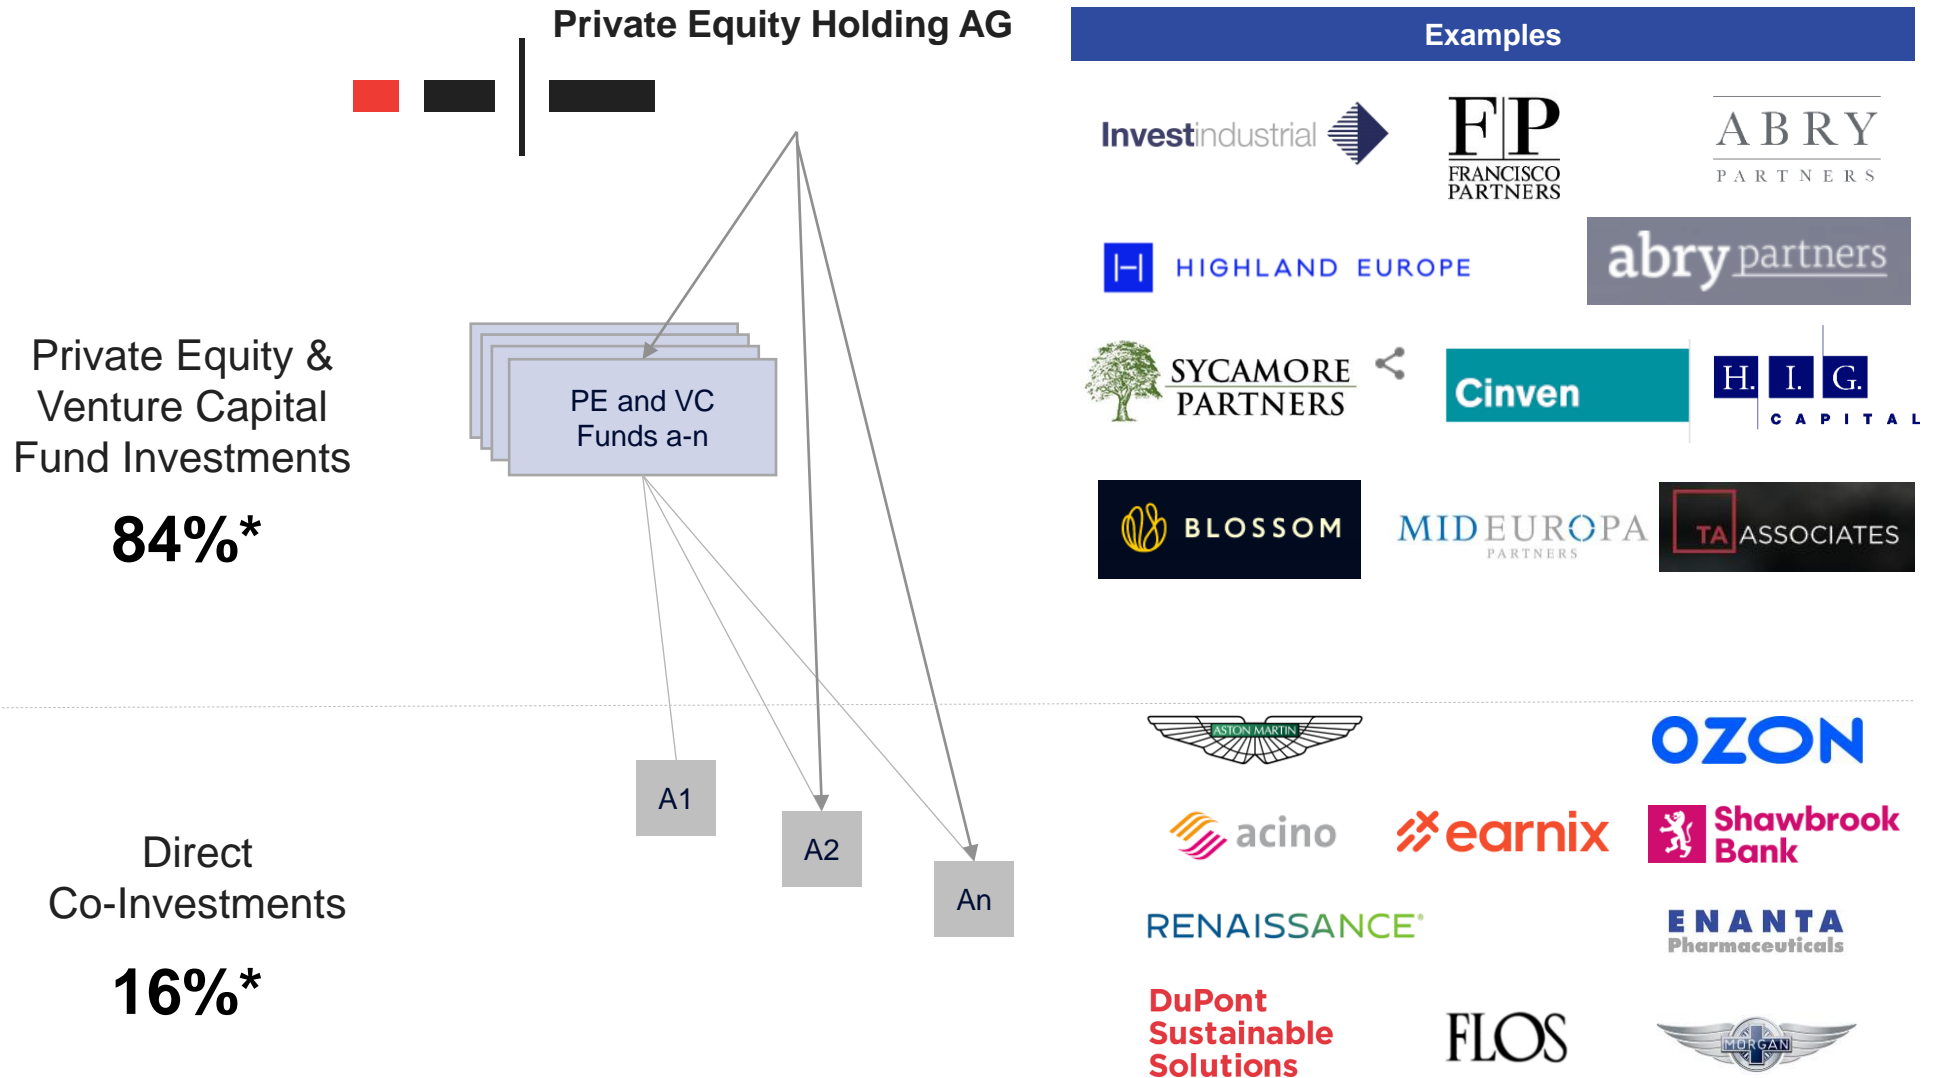 Private Equity Holding AG
Examples
Investindustrial
FP
FRANCISCO
PARTNERS
ABRY
PARTNERS
HIGHLAND EUROPE
abry partners
Private Equity &
Venture Capital
Fund Investments
84%*
PE and VC
Funds a-n
SYCAMORE
PARTNERS
Cinven
H.I.G.
CAPITAL
BLOSSOM
MIDEUROPA
PARTNERS
TA ASSOCIATES
Direct
Co-Investments
16%*
A1
A2
An
ASTON MARTIN
OZON
acino
earnix
Shawbrook
Bank
RENAISSANCE®
ENANTA
Pharmaceuticals
DuPont
Sustainable
Solutions
FLOS
MORGAN